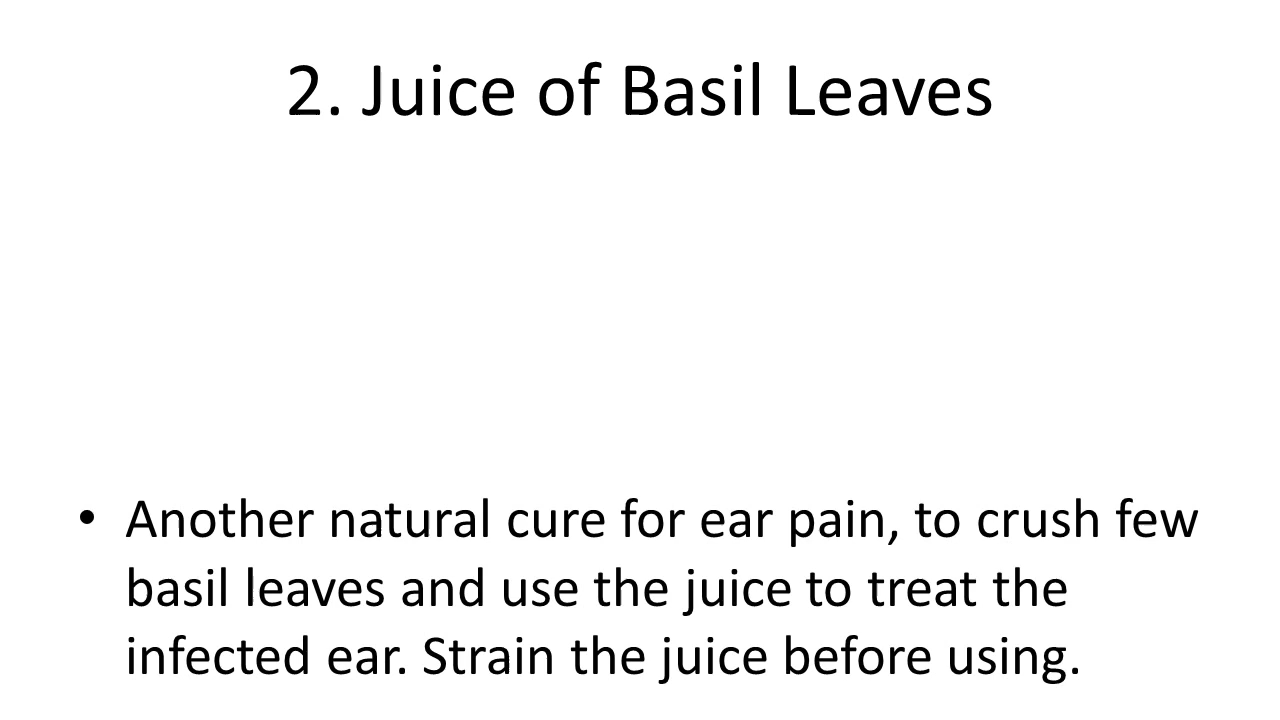 2. Juice of Basil Leaves
• Another natural cure for ear pain, to crush few
basil leaves and use the juice to treat the
infected ear. Strain the juice before using.